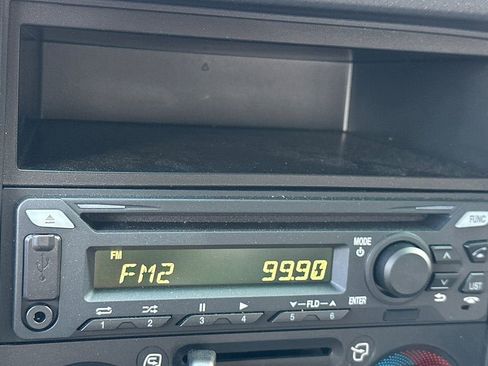 FUNC
FM
MODE
FM2 99.90
LIST
FLD ENTER
1 2 3 4 5 6